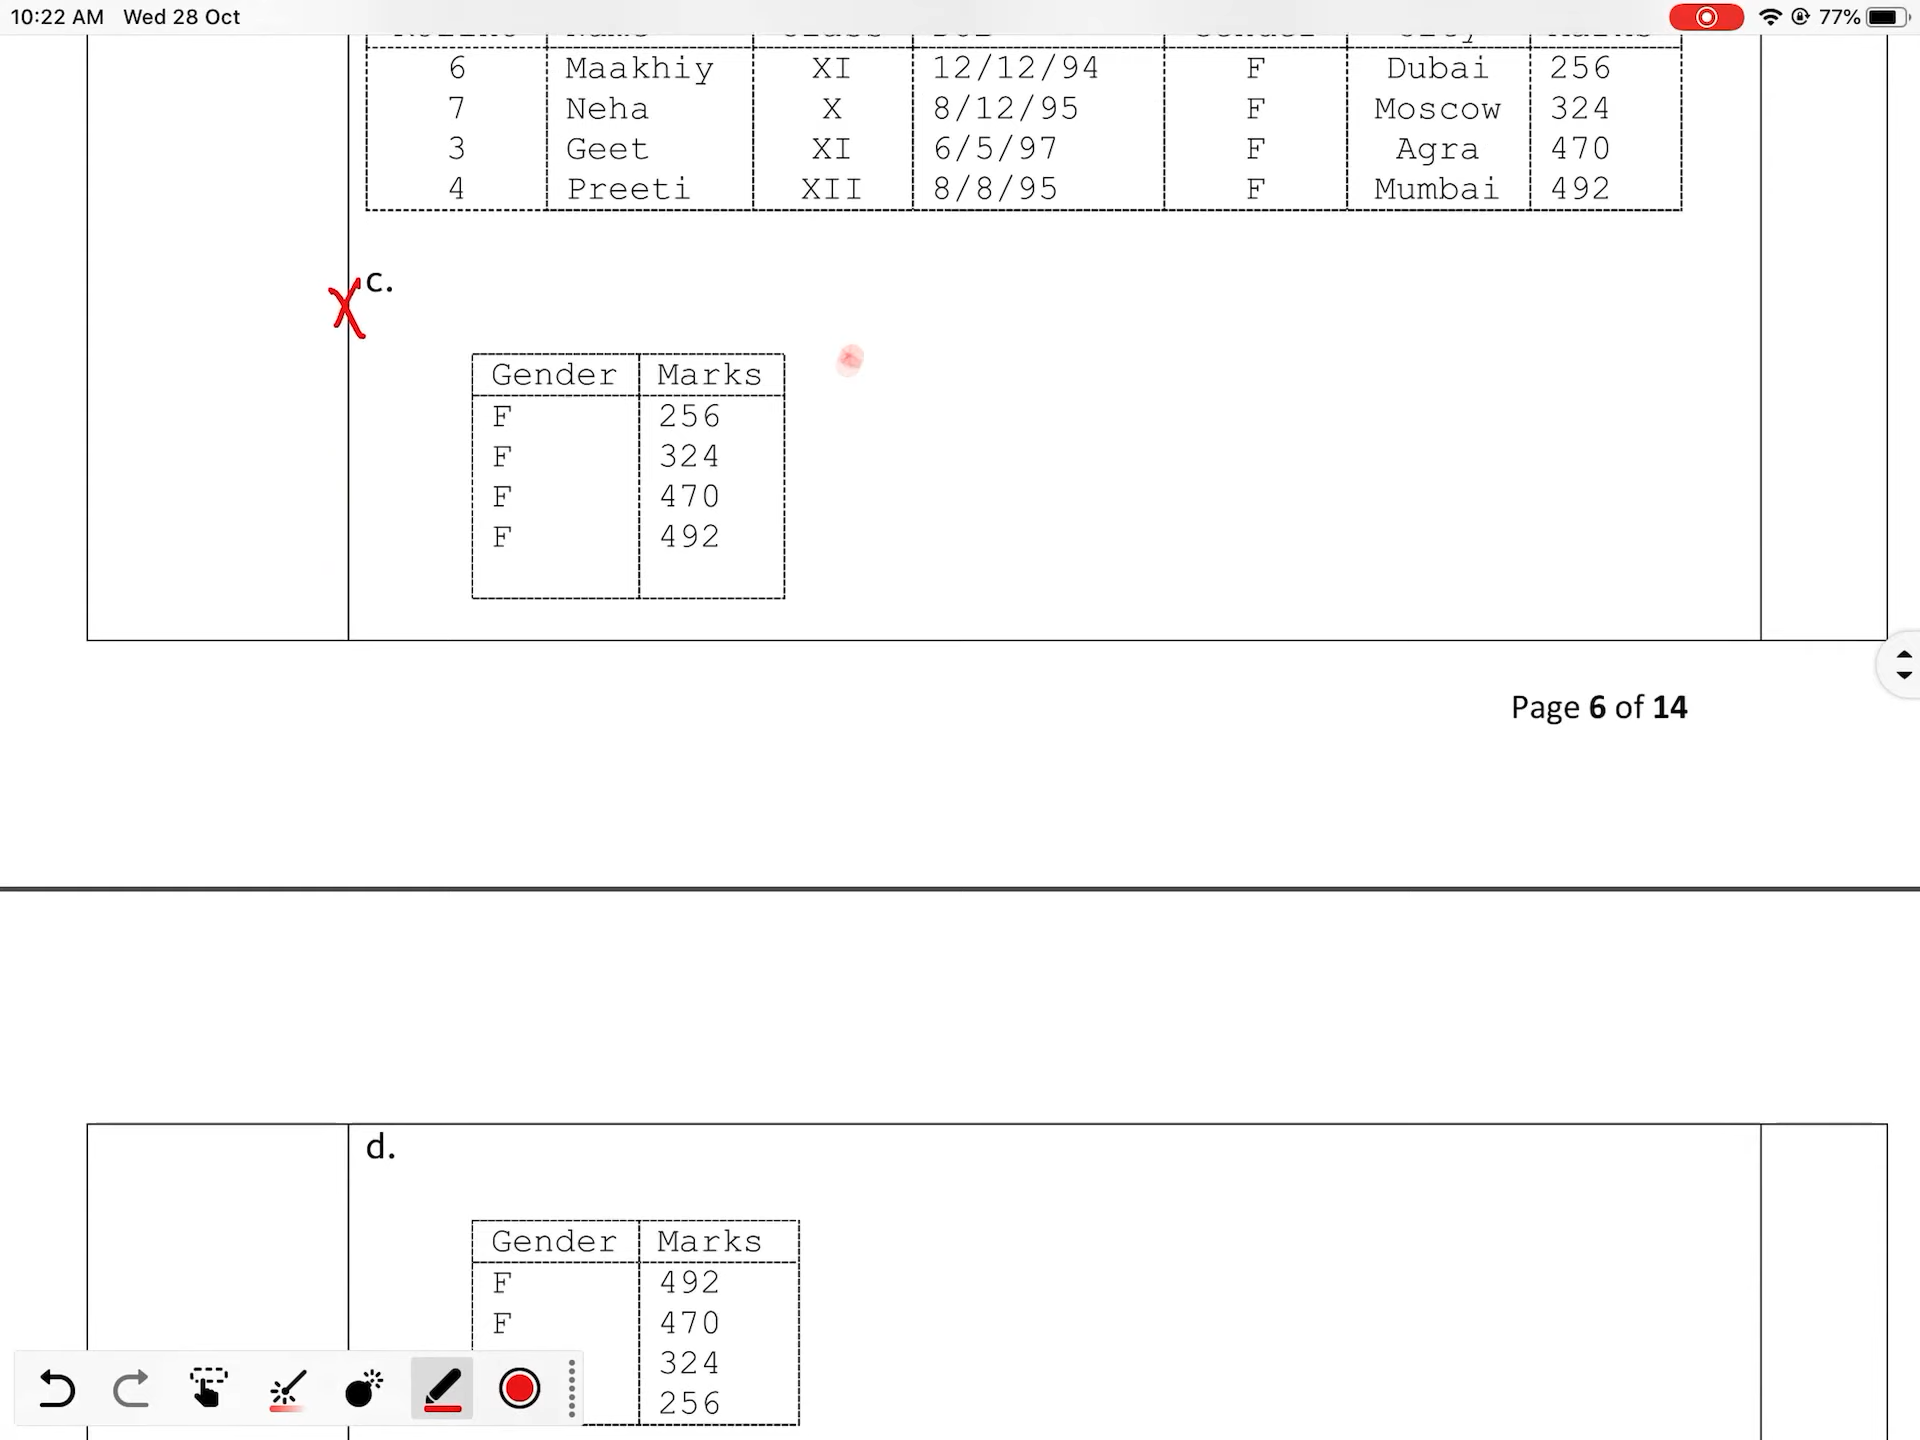 10:22 AM Wed 28 Oct 77%
6 Maakhiy XI 12/12/94 F Dubai 256
7 Neha X 8/12/95 F Moscow 324
3 Geet XI 6/5/97 F Agra 470
4 Preeti XII 8/8/95 F Mumbai 492
X c.
Gender Marks
F 256
F 324
F 470
F 492
Page 6 of 14
d.
Gender Marks
F 492
F 470
324
256